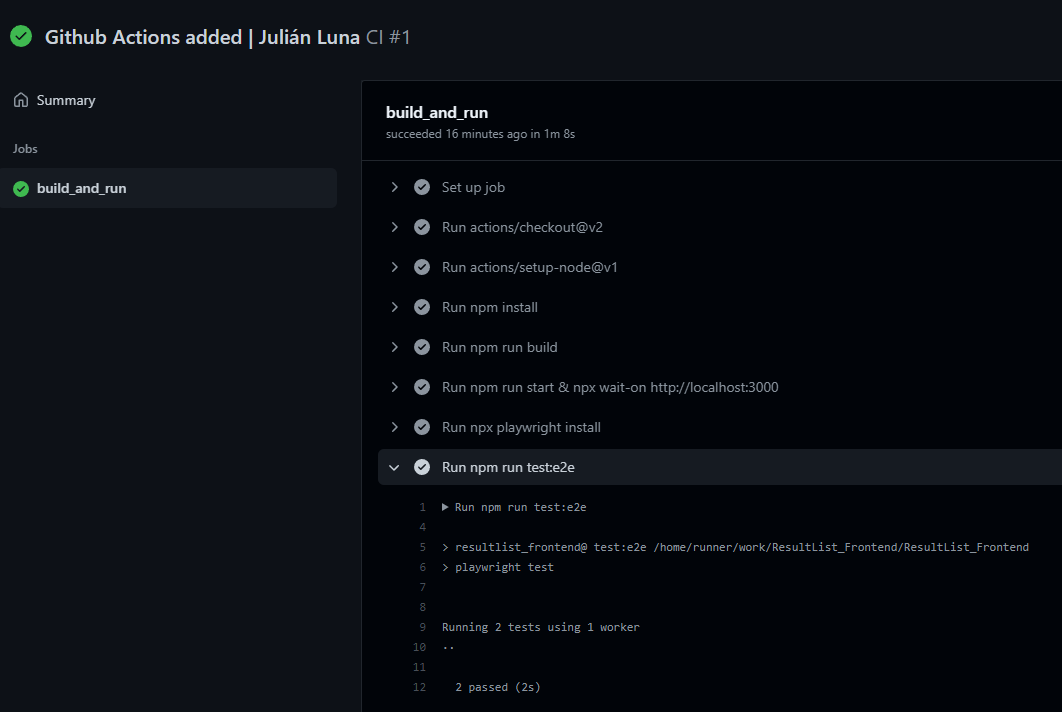 Github Actions added | Julián Luna CI #1
Summary
Jobs
build_and_run
build_and_run
succeeded 16 minutes ago in 1m 8s
Set up job
Run actions/checkout@v2
Run actions/setup-node@v1
Run npm install
Run npm run build
Run npm run start & npx wait-on http://localhost:3000
Run npx playwright install
Run npm run test:e2e
1 ▶ Run npm run test:e2e
4
5 > resultlist_frontend@ test:e2e /home/runner/work/ResultList_Frontend/ResultList_Frontend
6 > playwright test
7
8
9 Running 2 tests using 1 worker
10 ··
11
12 2 passed (2s)